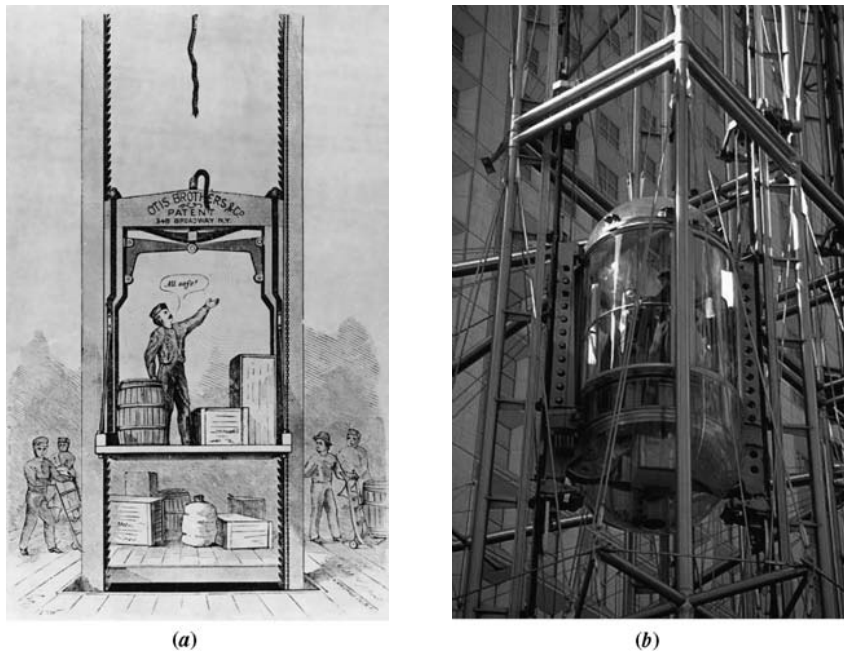 OTIS BROTHERS & Co
PATENT
348 BROADWAY N.Y.
All safe!
(a)
(b)